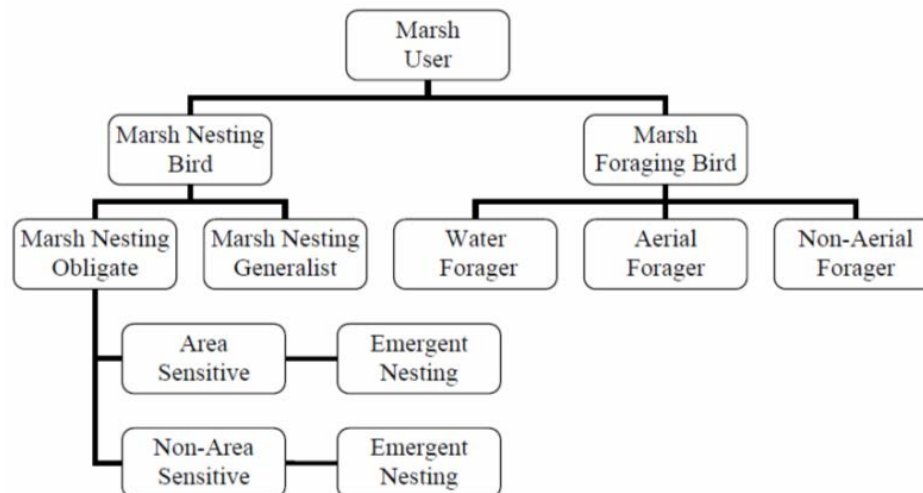 Marsh
User
Marsh Nesting
Bird
Marsh
Foraging Bird
Marsh Nesting
Obligate
Marsh Nesting
Generalist
Water
Forager
Aerial
Forager
Non-Aerial
Forager
Area
Sensitive
Emergent
Nesting
Non-Area
Sensitive
Emergent
Nesting